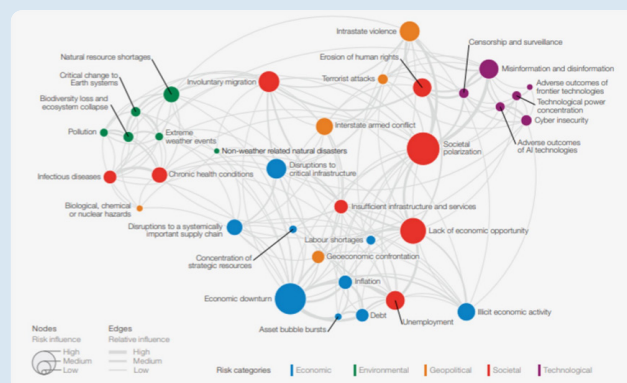 Intrastate violence
Censorship and surveillance
Natural resource shortages
Erosion of human rights
Misinformation and disinformation
Critical change to
Earth systems
Involuntary migration
Terrorist attacks
Adverse outcomes of
frontier technologies
Biodiversity loss and
ecosystem collapse
Technological power
concentration
Pollution
Extreme
weather events
Interstate armed conflict
Cyber insecurity
Non-weather related natural disasters
Societal
polarization
Adverse outcomes
of AI technologies
Infectious diseases
Chronic health conditions
Disruptions to
critical infrastructure
Biological, chemical
or nuclear hazards
Insufficient infrastructure and services
Disruptions to a systemically
important supply chain
Labour shortages
Lack of economic opportunity
Concentration of
strategic resources
Geoeconomic confrontation
Inflation
Economic downturn
Illicit economic activity
Asset bubble bursts
Debt
Unemployment
Nodes
Risk influence
High
Medium
Low
Edges
Relative influence
High
Medium
Low
Risk categories
Economic
Environmental
Geopolitical
Societal
Technological